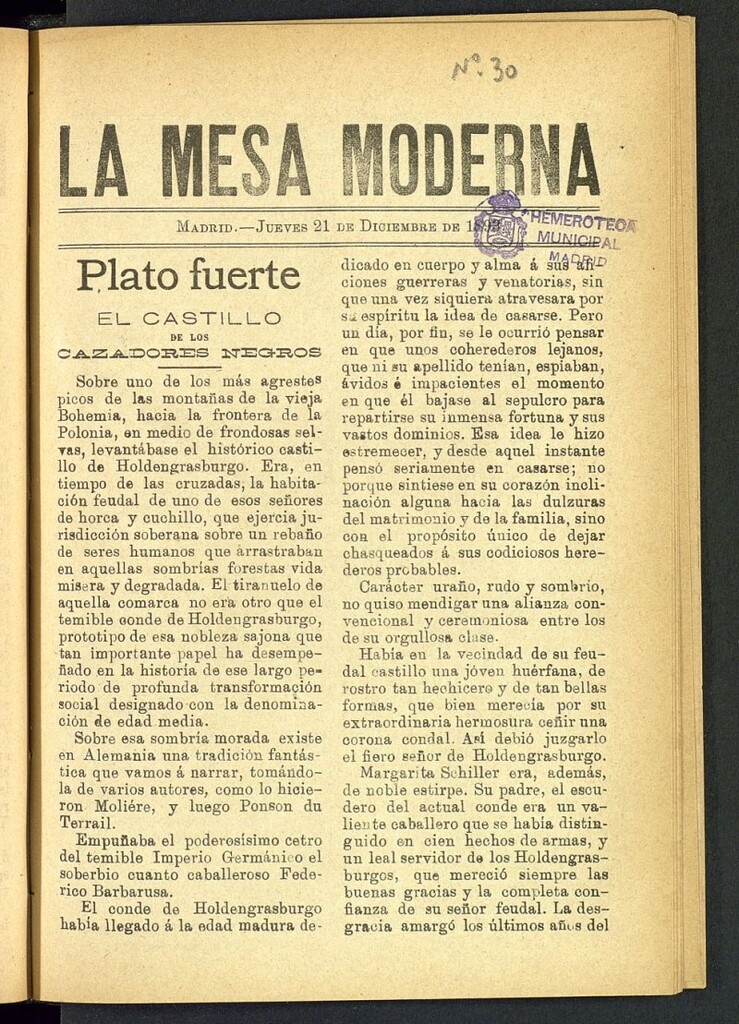 Nº. 30
LA MESA MODERNA
MADRID.—JUEVES 21 DE DICIEMBRE DE 1893
HEMEROTECA
MUNICIPAL
MADRID
Plato fuerte
EL CASTILLO
DE LOS
CAZADORES NEGROS
Sobre uno de los más agrestes
picos de las montañas de la vieja
Bohemia, hacia la frontera de la
Polonia, en medio de frondosas sel-
vas, levantábase el histórico casti-
llo de Holdengrasburgo. Era, en
tiempo de las cruzadas, la habita-
ción feudal de uno de esos señores
de horca y cuchillo, que ejercia ju-
risdicción soberana sobre un rebaño
de seres humanos que arrastraban
en aquellas sombrías forestas vida
misera y degradada. El tiranuelo de
aquella comarca no era otro que el
temible conde de Holdengrasburgo,
prototipo de esa nobleza sajona que
tan importante papel ha desempe-
ñado en la historia de ese largo pe-
riodo de profunda transformación
social designado con la denomina-
ción de edad media.
Sobre esa sombría morada existe
en Alemania una tradición fantás-
tica que vamos á narrar, tomándo-
la de varios autores, como lo hicie-
ron Moliére, y luego Ponson du
Terrail.
Empuñaba el poderosísimo cetro
del temible Imperio Germánico el
soberbio cuanto caballeroso Fede-
rico Barbarusa.
El conde de Holdengrasburgo
había llegado á la edad madura de-
dicado en cuerpo y alma á sus afi-
ciones guerreras y venatorias, sin
que una vez siquiera atravesara por
su espíritu la idea de casarse. Pero
un día, por fin, se le ocurrió pensar
en que unos coherederos lejanos,
que ni su apellido tenían, espiaban,
ávidos é impacientes el momento
en que él bajase al sepulcro para
repartirse su inmensa fortuna y sus
vastos dominios. Esa idea le hizo
estremecer, y desde aquel instante
pensó seriamente en casarse; no
porque sintiese en su corazón incli-
nación alguna hacia las dulzuras
del matrimonio y de la familia, sino
con el propósito único de dejar
chasqueados á sus codiciosos here-
deros probables.
Carácter uraño, rudo y sombrio,
no quiso mendigar una alianza con-
vencional y ceremoniosa entre los
de su orgullosa clase.
Había en la vecindad de su feu-
dal castillo una jóven huérfana, de
rostro tan hechicero y de tan bellas
formas, que bien merecía por su
extraordinaria hermosura ceñir una
corona condal. Así debió juzgarlo
el fiero señor de Holdengrasburgo.
Margarita Schiller era, además,
de noble estirpe. Su padre, el escu-
dero del actual conde era un va-
liente caballero que se había distin-
guido en cien hechos de armas, y
un leal servidor de los Holdengras-
burgos, que mereció siempre las
buenas gracias y la completa con-
fianza de su señor feudal. La des-
gracia amargó los últimos años del